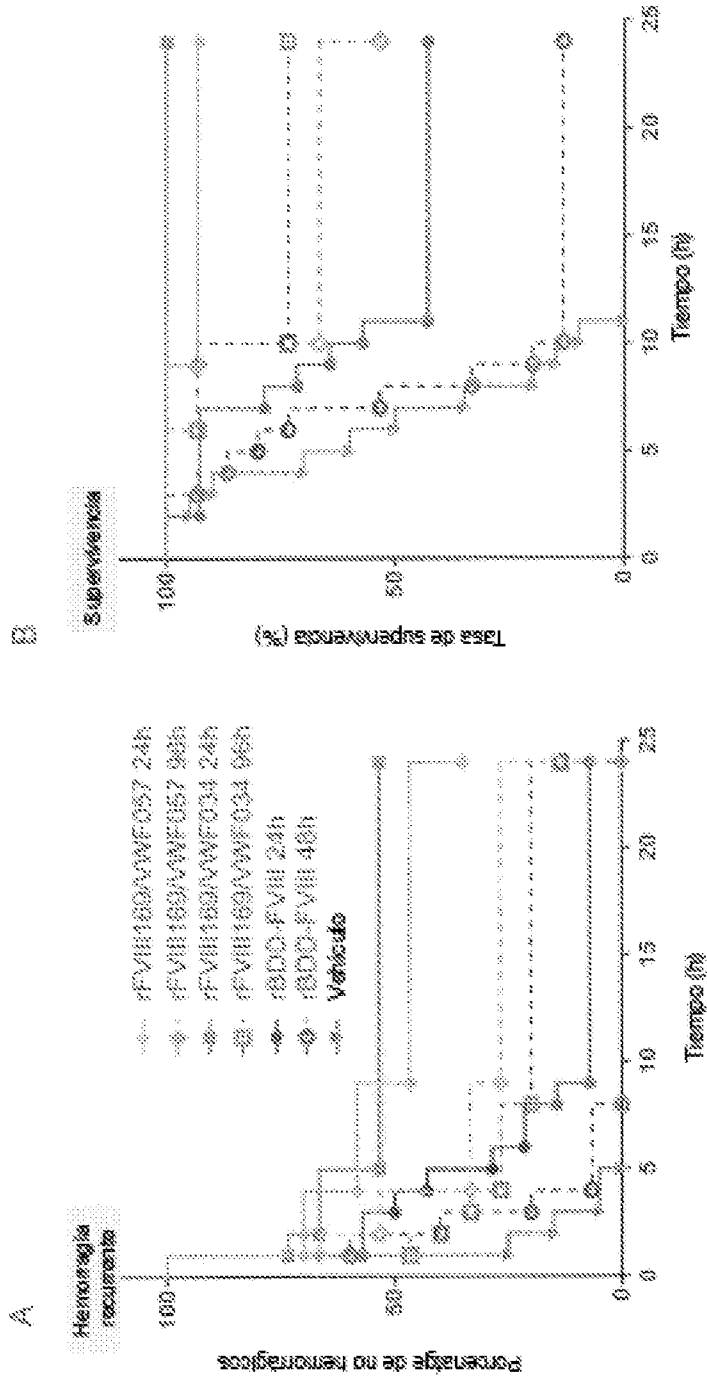 A
Hemorragia
recurrente
rFVIII169/VWF057 24h
rFVIII169/VWF057 96h
rFVIII169/VWF034 24h
rFVIII169/VWF034 96h
rBDD-FVIII 24h
rBDD-FVIII 48h
Vehículo
Porcentaje de no hemorrágicos
100
50
0
0
5
10
15
20
25
Tiempo (h)
B
Supervivencia
Tasa de supervivencia (%)
100
50
0
0
5
10
15
20
25
Tiempo (h)